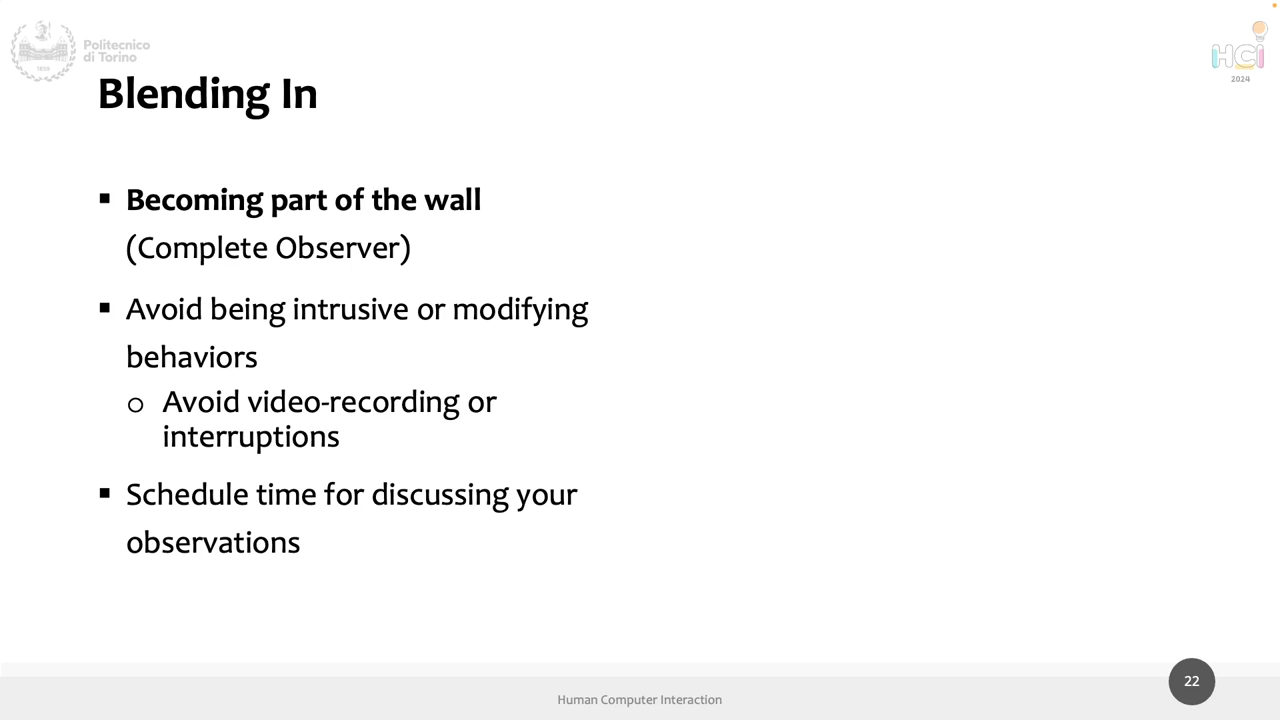 Politecnico
di Torino
1859
HCI
2024
Blending In
▪ Becoming part of the wall
(Complete Observer)
▪ Avoid being intrusive or modifying
behaviors
o Avoid video-recording or
interruptions
▪ Schedule time for discussing your
observations
22
Human Computer Interaction